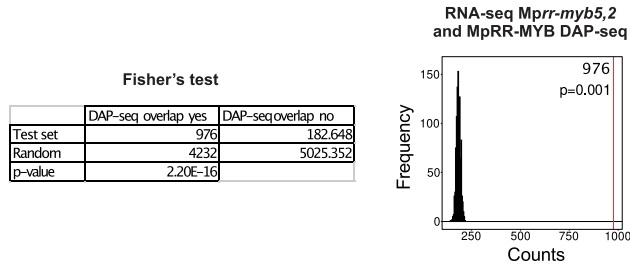 Fisher's test
DAP-seq overlap yes DAP-seqoverlap no
Test set 976 182.648
Random 4232 5025.352
p-value 2.20E-16
RNA-seq Mprr-myb5,2
and MpRR-MYB DAP-seq
976
p=0.001
Frequency
150
100
50
0
250 500 750 1000
Counts